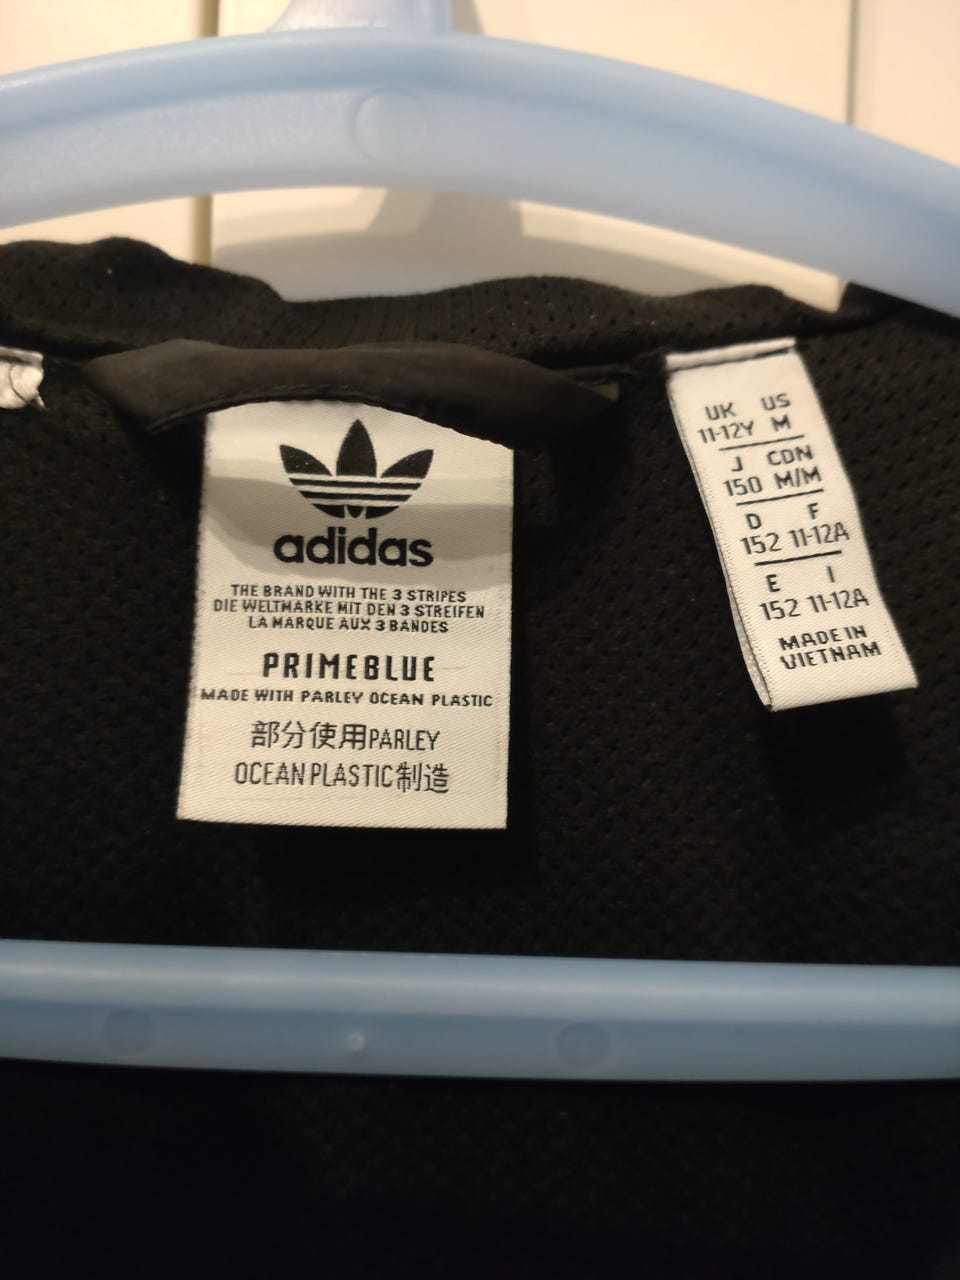 adidas
THE BRAND WITH THE 3 STRIPES
DIE WELTMARKE MIT DEN 3 STREIFEN
LA MARQUE AUX 3 BANDES
PRIMEBLUE
MADE WITH PARLEY OCEAN PLASTIC
部分使用PARLEY
OCEAN PLASTIC制造
UK US
11-12Y M
J CDN
150 M/M
D F
152 11-12A
E I
152 11-12A
MADE IN
VIETNAM